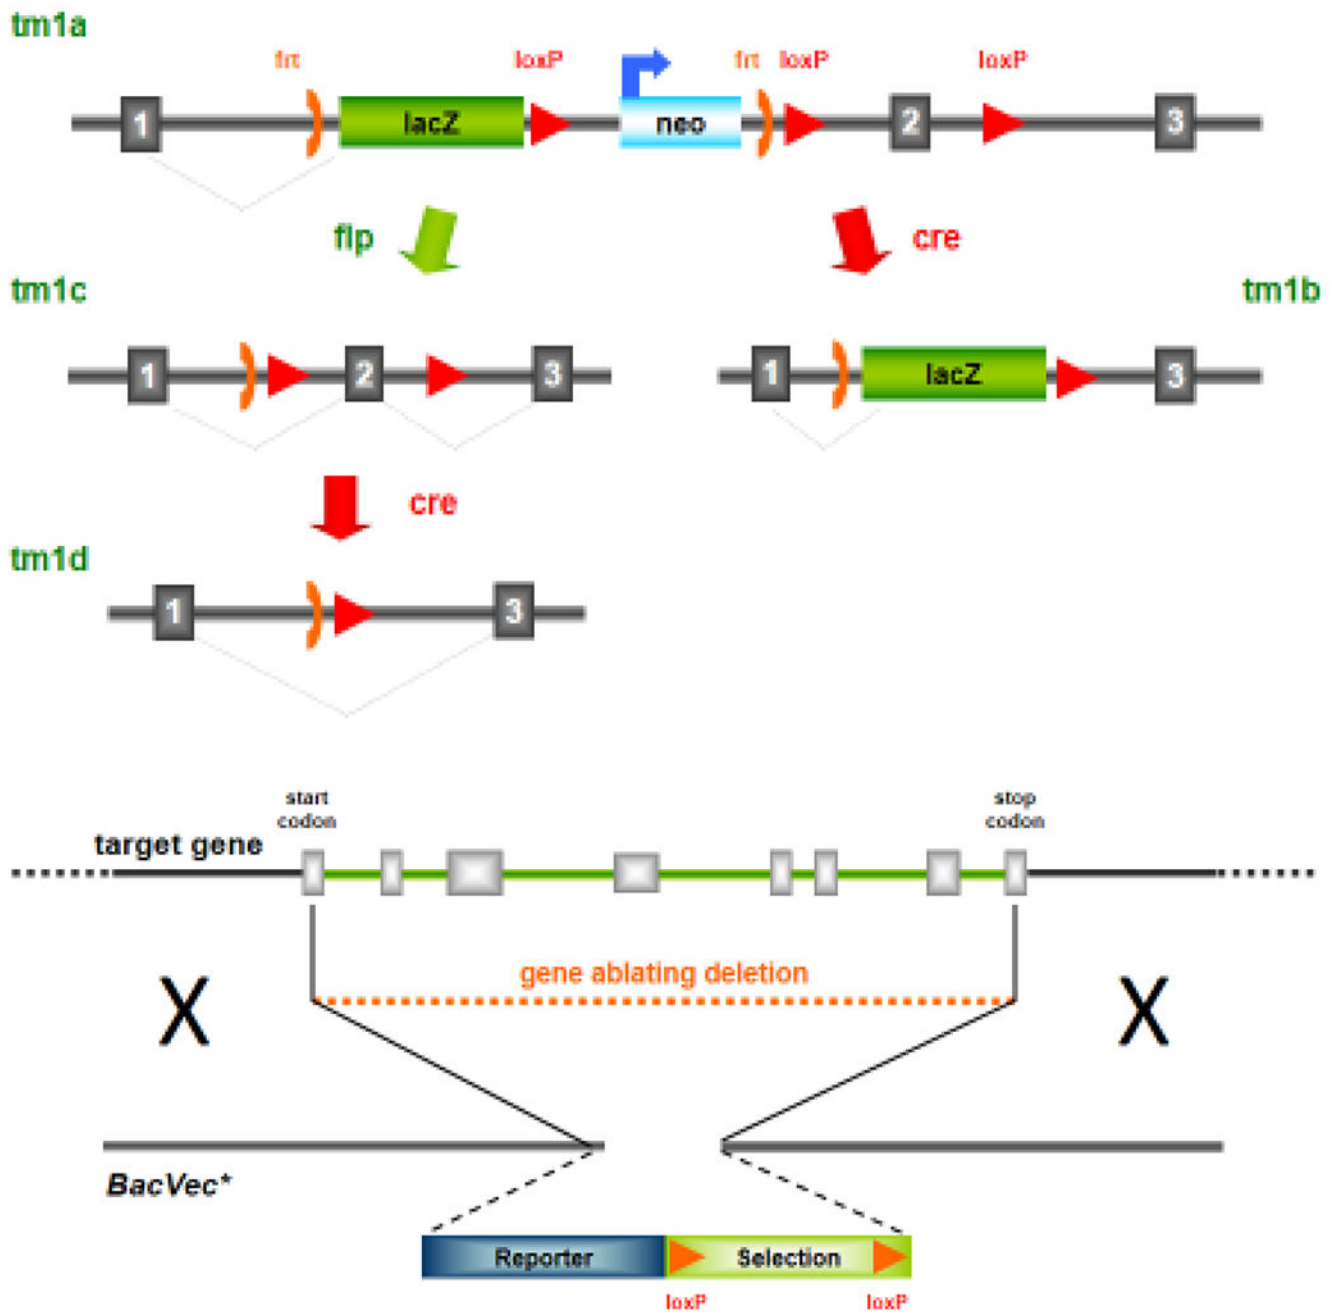 tm1a
frt loxP frt loxP loxP
1 lacZ neo 2 3
flp cre
tm1c tm1b
1 2 3 1 lacZ 3
cre
tm1d
1 3
start
codon
stop
codon
target gene
gene ablating deletion
X X
BacVec*
Reporter Selection
loxP loxP